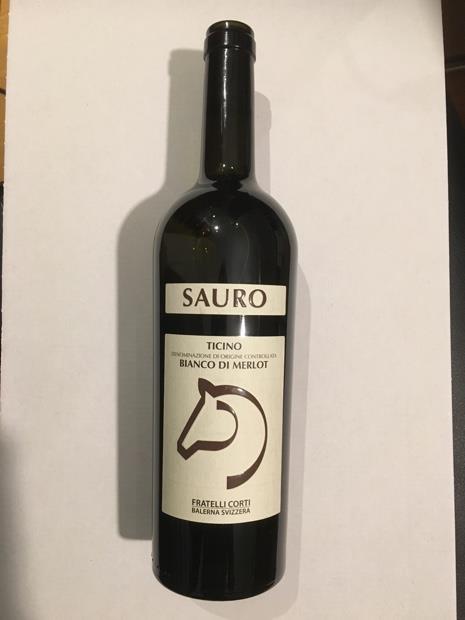 SAURO
TICINO
DENOMINAZIONE DI ORIGINE CONTROLLATA
BIANCO DI MERLOT
FRATELLI CORTI
BALERNA SVIZZERA